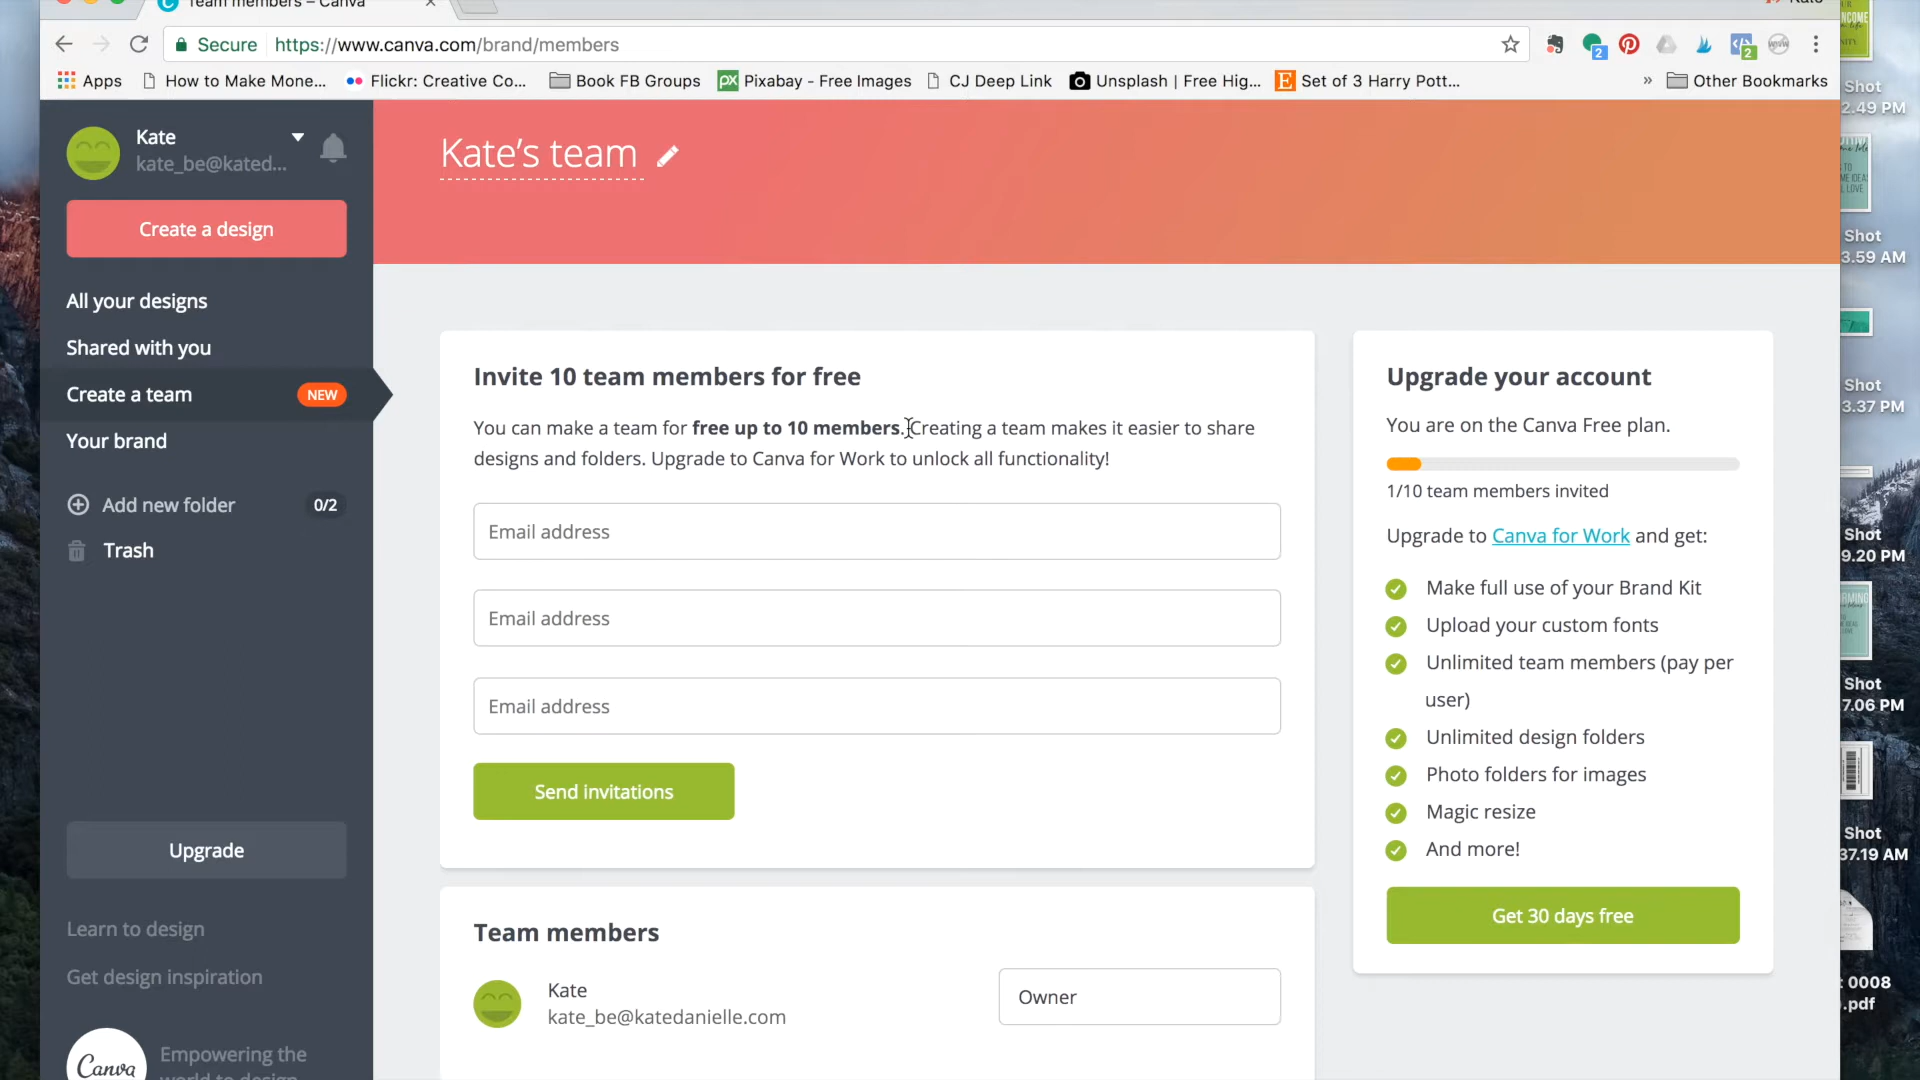 Team members – Canva
Kate
Secure
https://www.canva.com/brand/members
2
2
Apps
How to Make Mone...
Flickr: Creative Co...
Book FB Groups
Pixabay - Free Images
CJ Deep Link
Unsplash | Free Hig...
Set of 3 Harry Pott...
»
Other Bookmarks
Kate
kate_be@kated...
Create a design
All your designs
Shared with you
Create a team
NEW
Your brand
Add new folder
0/2
Trash
Upgrade
Learn to design
Get design inspiration
Canva
Empowering the
Kate's team
Invite 10 team members for free
You can make a team for free up to 10 members. Creating a team makes it easier to share
designs and folders. Upgrade to Canva for Work to unlock all functionality!
Email address
Email address
Email address
Send invitations
Team members
Kate
kate_be@katedanielle.com
Owner
Upgrade your account
You are on the Canva Free plan.
1/10 team members invited
Upgrade to Canva for Work and get:
Make full use of your Brand Kit
Upload your custom fonts
Unlimited team members (pay per
user)
Unlimited design folders
Photo folders for images
Magic resize
And more!
Get 30 days free
Shot
2.49 PM
Shot
3.59 AM
Shot
3.37 PM
Shot
9.20 PM
Shot
7.06 PM
Shot
37.19 AM
0008
.pdf